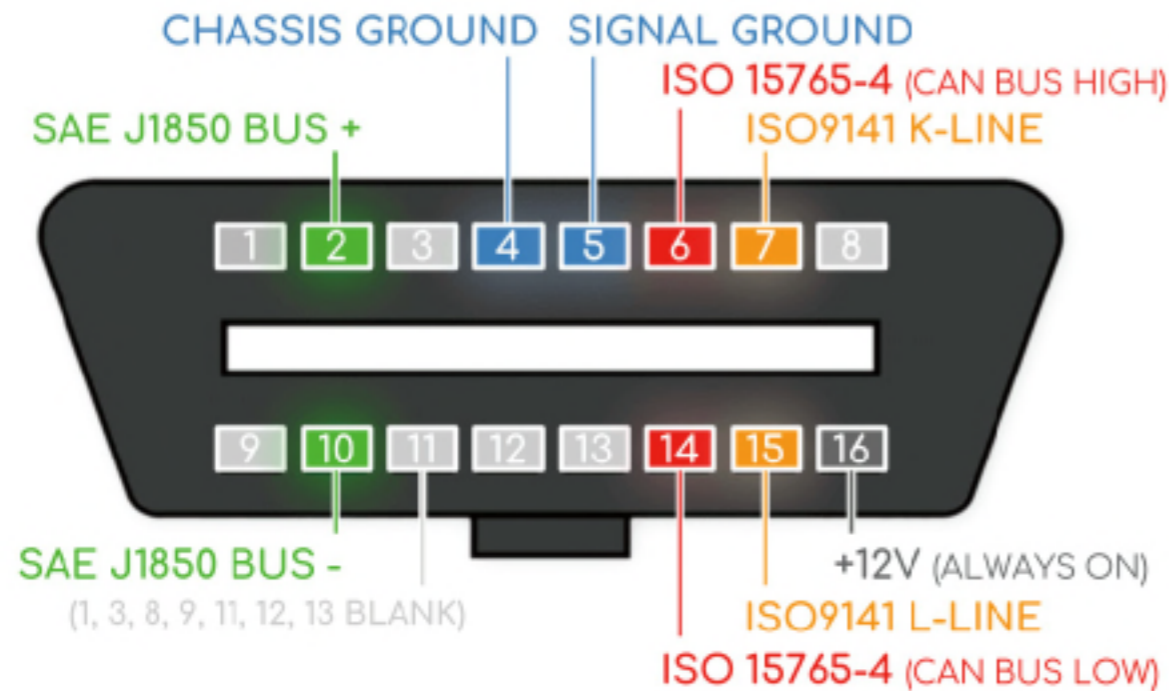 CHASSIS GROUND SIGNAL GROUND
ISO 15765-4 (CAN BUS HIGH)
SAE J1850 BUS + ISO9141 K-LINE
1 2 3 4 5 6 7 8
9 10 11 12 13 14 15 16
SAE J1850 BUS - +12V (ALWAYS ON)
(1, 3, 8, 9, 11, 12, 13 BLANK) ISO9141 L-LINE
ISO 15765-4 (CAN BUS LOW)